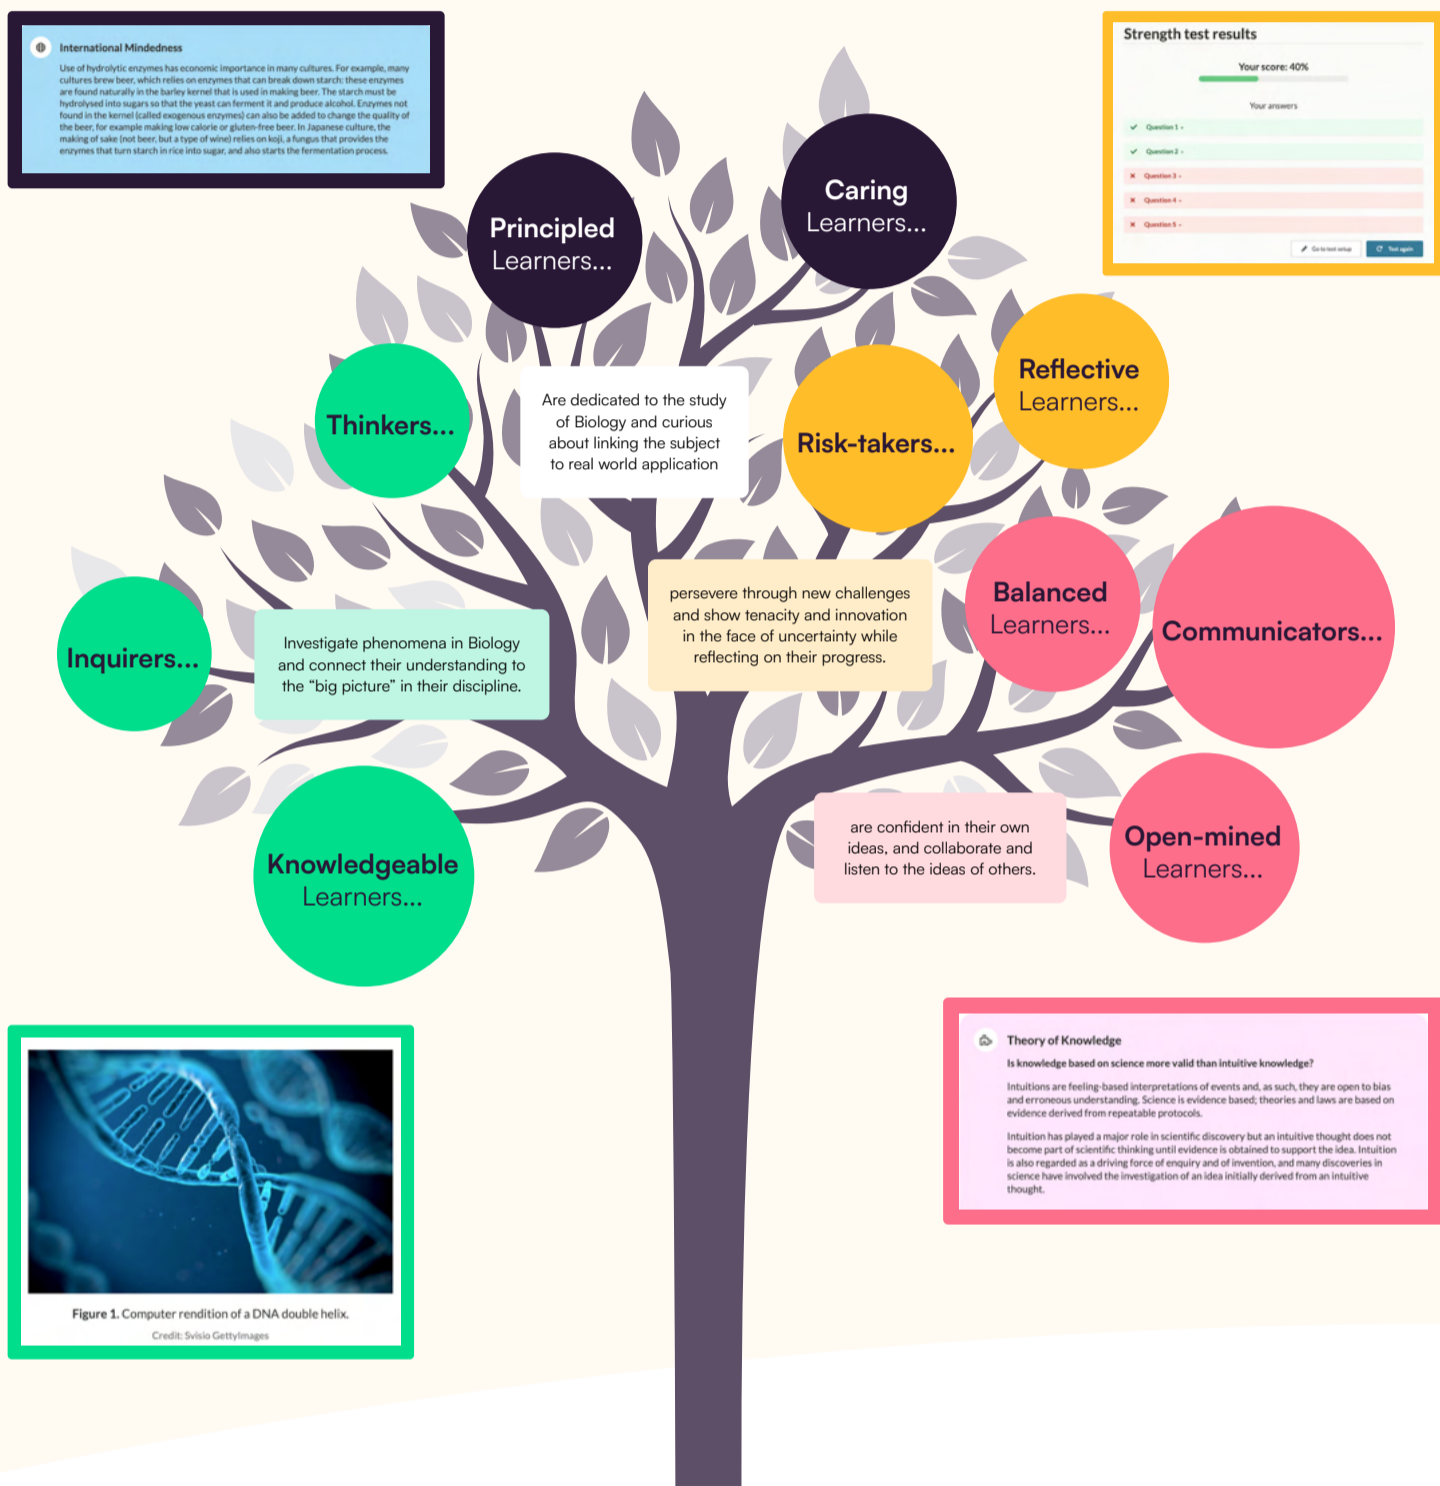 International Mindedness
Use of hydrolytic enzymes has economic importance in many cultures. For example, many
cultures brew beer, which relies on enzymes that can break down starch: these enzymes
are found naturally in the barley kernel that is used in making beer. The starch must be
hydrolysed into sugars so that the yeast can ferment it and produce alcohol. Enzymes not
found in the kernel (called exogenous enzymes) can also be added to change the quality of
the beer, for example making low calorie or gluten-free beer. In Japanese culture, the
making of sake (not beer, but a type of wine) relies on koji, a fungus that provides the
enzymes that turn starch in rice into sugar, and also starts the fermentation process.
Strength test results
Your score: 40%
Your answers
Question 1
Question 2
Question 3
Question 4
Question 5
Go to test setup
Test again
Principled
Learners...
Caring
Learners...
Thinkers...
Are dedicated to the study
of Biology and curious
about linking the subject
to real world application
Risk-takers...
Reflective
Learners...
Inquirers...
Investigate phenomena in Biology
and connect their understanding to
the “big picture” in their discipline.
persevere through new challenges
and show tenacity and innovation
in the face of uncertainty while
reflecting on their progress.
Balanced
Learners...
Communicators...
Knowledgeable
Learners...
are confident in their own
ideas, and collaborate and
listen to the ideas of others.
Open-mined
Learners...
Figure 1. Computer rendition of a DNA double helix.
Credit: Svisio GettyImages
Theory of Knowledge
Is knowledge based on science more valid than intuitive knowledge?
Intuitions are feeling-based interpretations of events and, as such, they are open to bias
and erroneous understanding. Science is evidence based; theories and laws are based on
evidence derived from repeatable protocols.
Intuition has played a major role in scientific discovery but an intuitive thought does not
become part of scientific thinking until evidence is obtained to support the idea. Intuition
is also regarded as a driving force of enquiry and of invention, and many discoveries in
science have involved the investigation of an idea initially derived from an intuitive
thought.